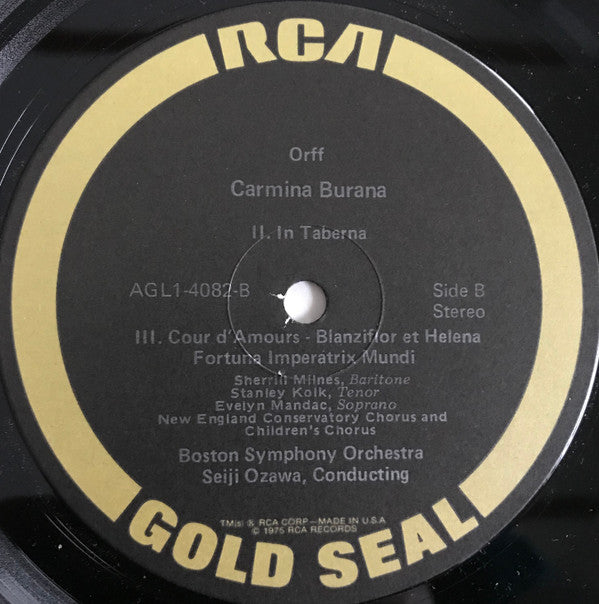 RCA
Orff
Carmina Burana
II. In Taberna
AGL1-4082-B
Side B
Stereo
III. Cour d'Amours - Blanziflor et Helena
Fortuna Imperatrix Mundi
Sherrill Milnes, Baritone
Stanley Kolk, Tenor
Evelyn Mandac, Soprano
New England Conservatory Chorus and
Children's Chorus
Boston Symphony Orchestra
Seiji Ozawa, Conducting
TM(s) ® RCA CORP—MADE IN U.S.A
© 1975 RCA RECORDS
GOLD SEAL